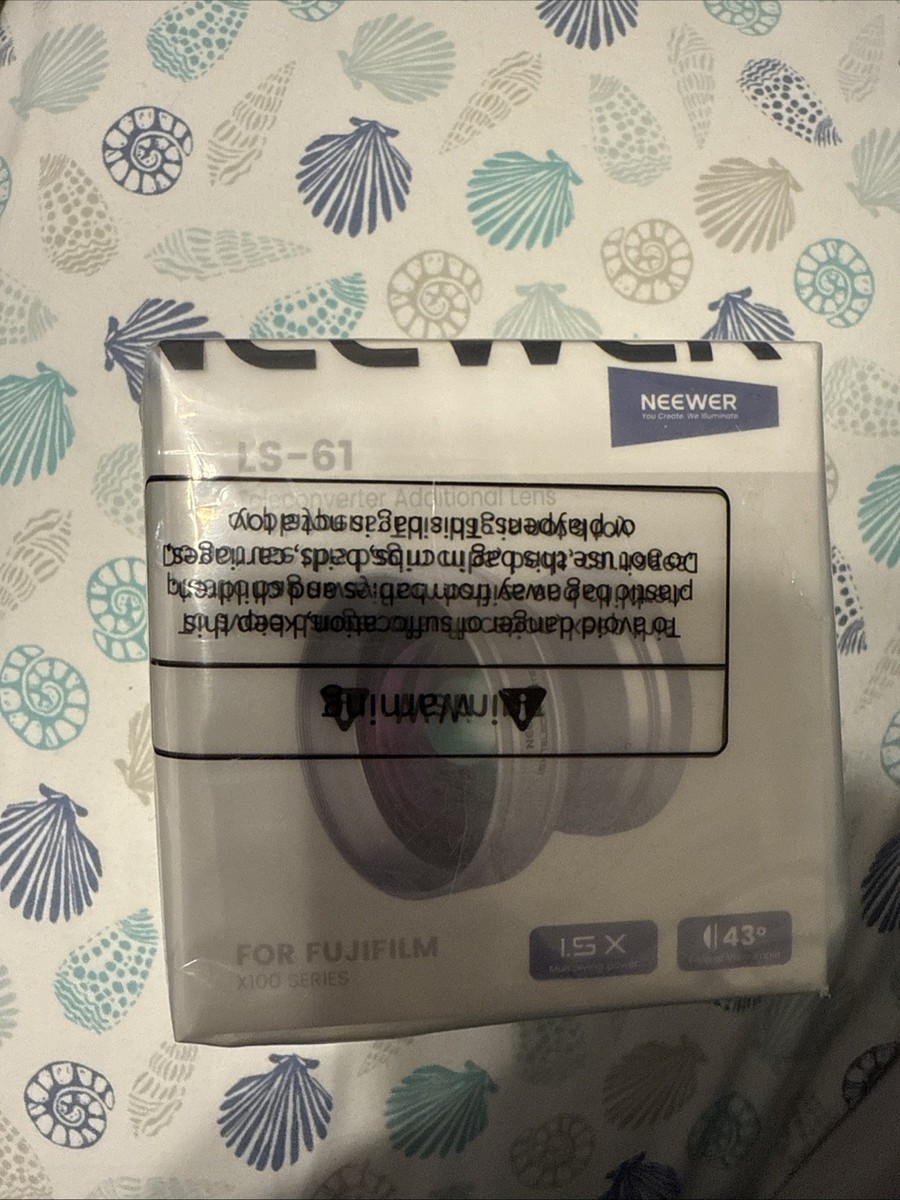 NEEWER
NEEWER
You Create. We Illuminate.
LS-61
Teleconverter Additional Lens
or playpens. This bag is not a toy.
Do not use this bag in cribs, beds, carriages,
plastic bag away from babies and children.
To avoid danger of suffocation, keep this
Warning
FOR FUJIFILM
X100 SERIES
1.5 X
Multiplying power
43°